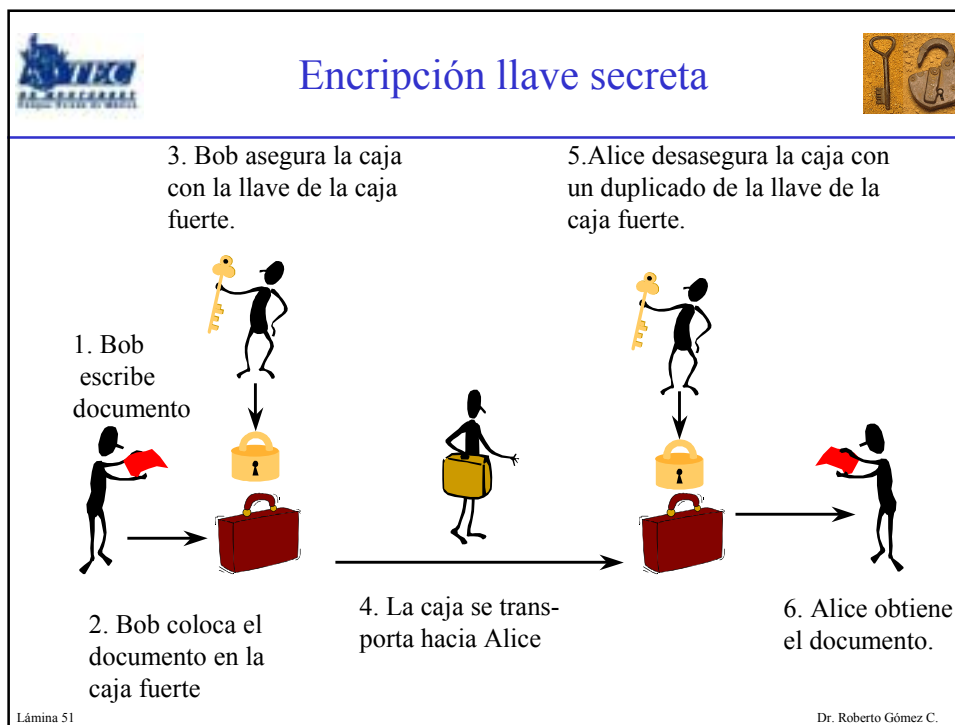 TEC
DE MONTERREY
Encripción llave secreta
3. Bob asegura la caja
con la llave de la caja
fuerte.
5.Alice desasegura la caja con
un duplicado de la llave de la
caja fuerte.
1. Bob
escribe
documento
2. Bob coloca el
documento en la
caja fuerte
4. La caja se trans-
porta hacia Alice
6. Alice obtiene
el documento.
Lámina 51
Dr. Roberto Gómez C.